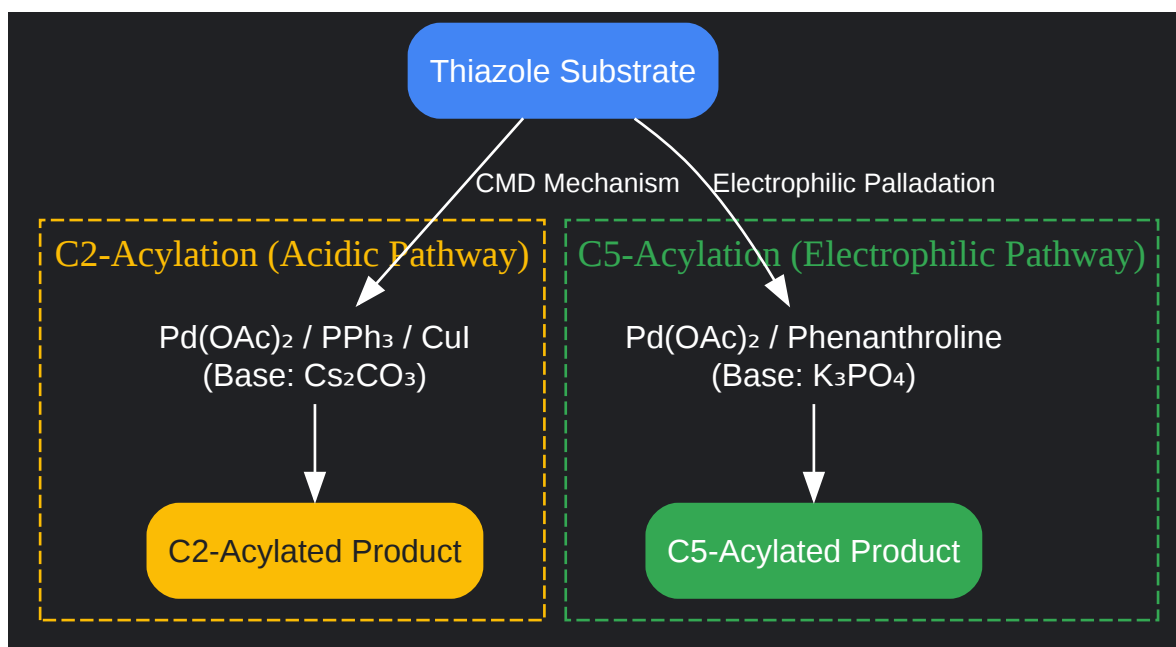 Thiazole Substrate
CMD Mechanism
Electrophilic Palladation
C2-Acylation (Acidic Pathway)
C5-Acylation (Electrophilic Pathway)
Pd(OAc)₂ / PPh₃ / CuI
(Base: Cs₂CO₃)
Pd(OAc)₂ / Phenanthroline
(Base: K₃PO₄)
C2-Acylated Product
C5-Acylated Product